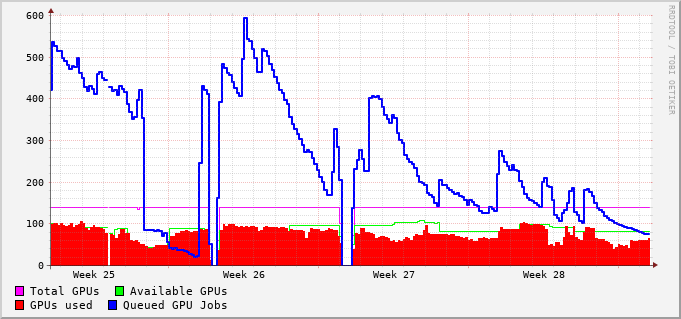 RRDTOOL / TOBI OETIKER
600
500
400
300
200
100
0
Week 25 Week 26 Week 27 Week 28
Total GPUs Available GPUs
GPUs used Queued GPU Jobs